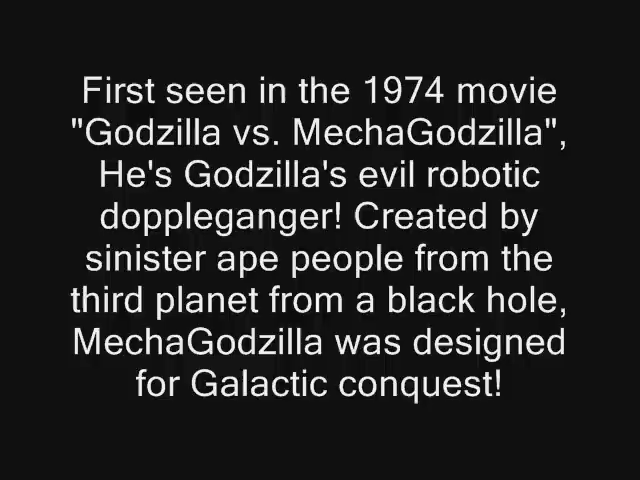 First seen in the 1974 movie
"Godzilla vs. MechaGodzilla",
He's Godzilla's evil robotic
doppleganger! Created by
sinister ape people from the
third planet from a black hole,
MechaGodzilla was designed
for Galactic conquest!